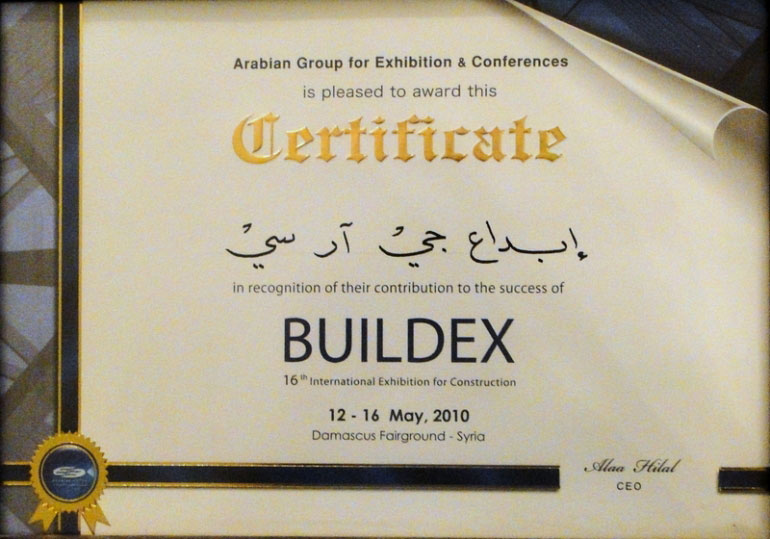 Arabian Group for Exhibition & Conferences
is pleased to award this
Certificate
إبداع جي آر سي
in recognition of their contribution to the success of
BUILDEX
16th International Exhibition for Construction
12 - 16 May, 2010
Damascus Fairground - Syria
Alaa Hilal
CEO